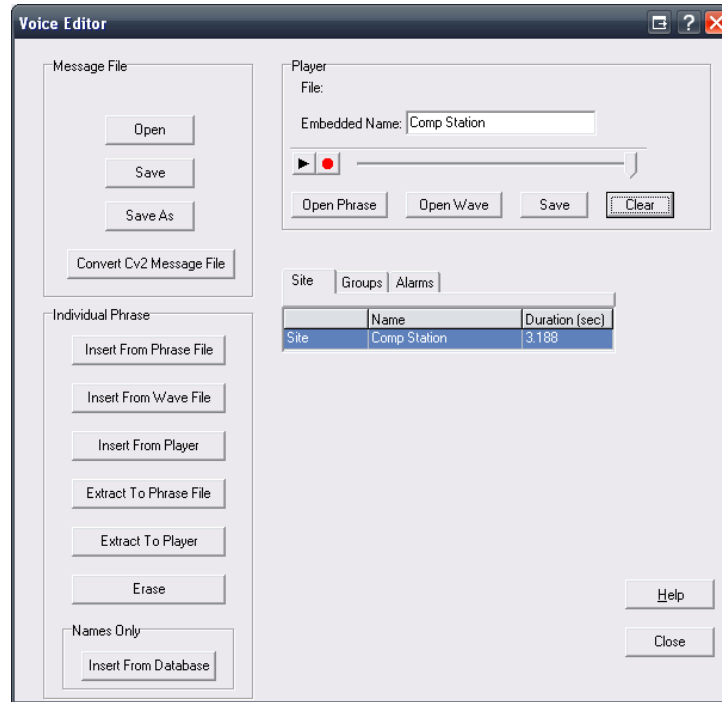 Voice Editor
Message File
Open
Save
Save As
Convert Cv2 Message File
Individual Phrase
Insert From Phrase File
Insert From Wave File
Insert From Player
Extract To Phrase File
Extract To Player
Erase
Names Only
Insert From Database
Player
File:
Embedded Name: Comp Station
Open Phrase Open Wave Save Clear
Site Groups Alarms
Name Duration (sec)
Site Comp Station 3.188
Help
Close